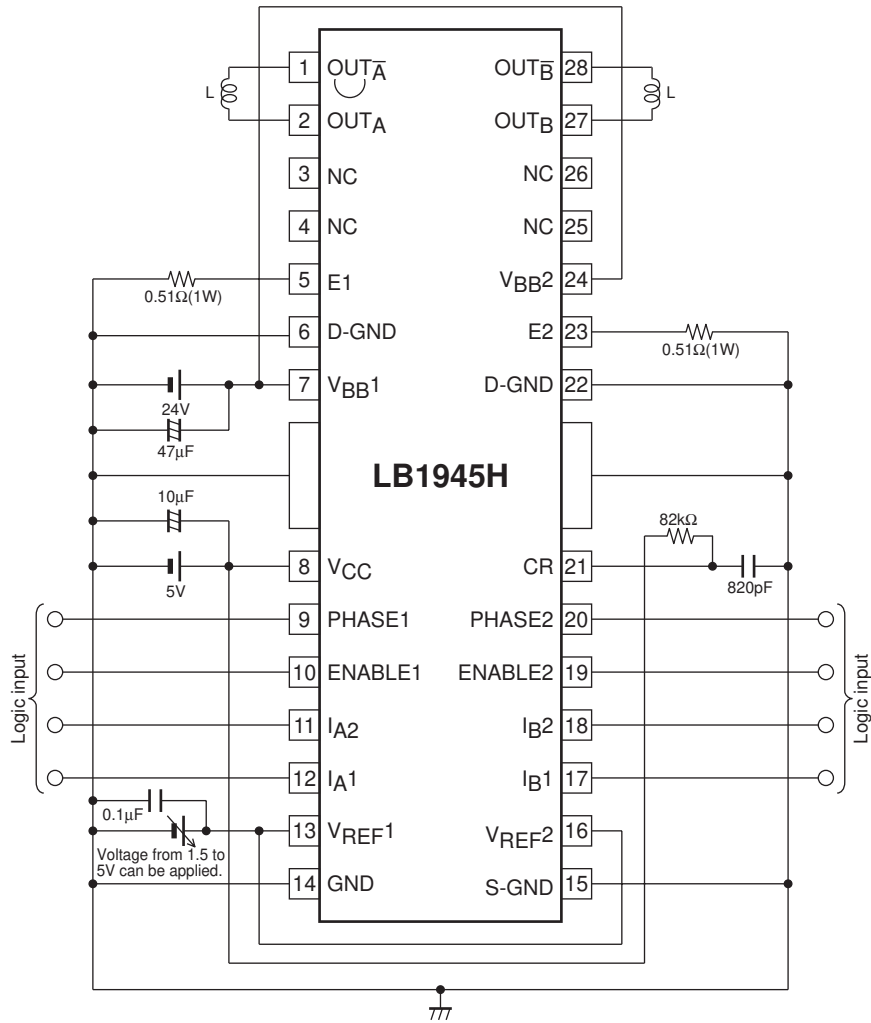 1 OUTA̅
OUTB̅ 28
L
L
2 OUTA
OUTB 27
3 NC
NC 26
4 NC
NC 25
0.51Ω(1W)
5 E1
VBB2 24
6 D-GND
E2 23
0.51Ω(1W)
24V
7 VBB1
D-GND 22
47µF
LB1945H
10µF
82kΩ
5V
8 VCC
CR 21
820pF
9 PHASE1
PHASE2 20
10 ENABLE1
ENABLE2 19
Logic input
Logic input
11 IA2
IB2 18
12 IA1
IB1 17
0.1µF
13 VREF1
VREF2 16
Voltage from 1.5 to
5V can be applied.
14 GND
S-GND 15